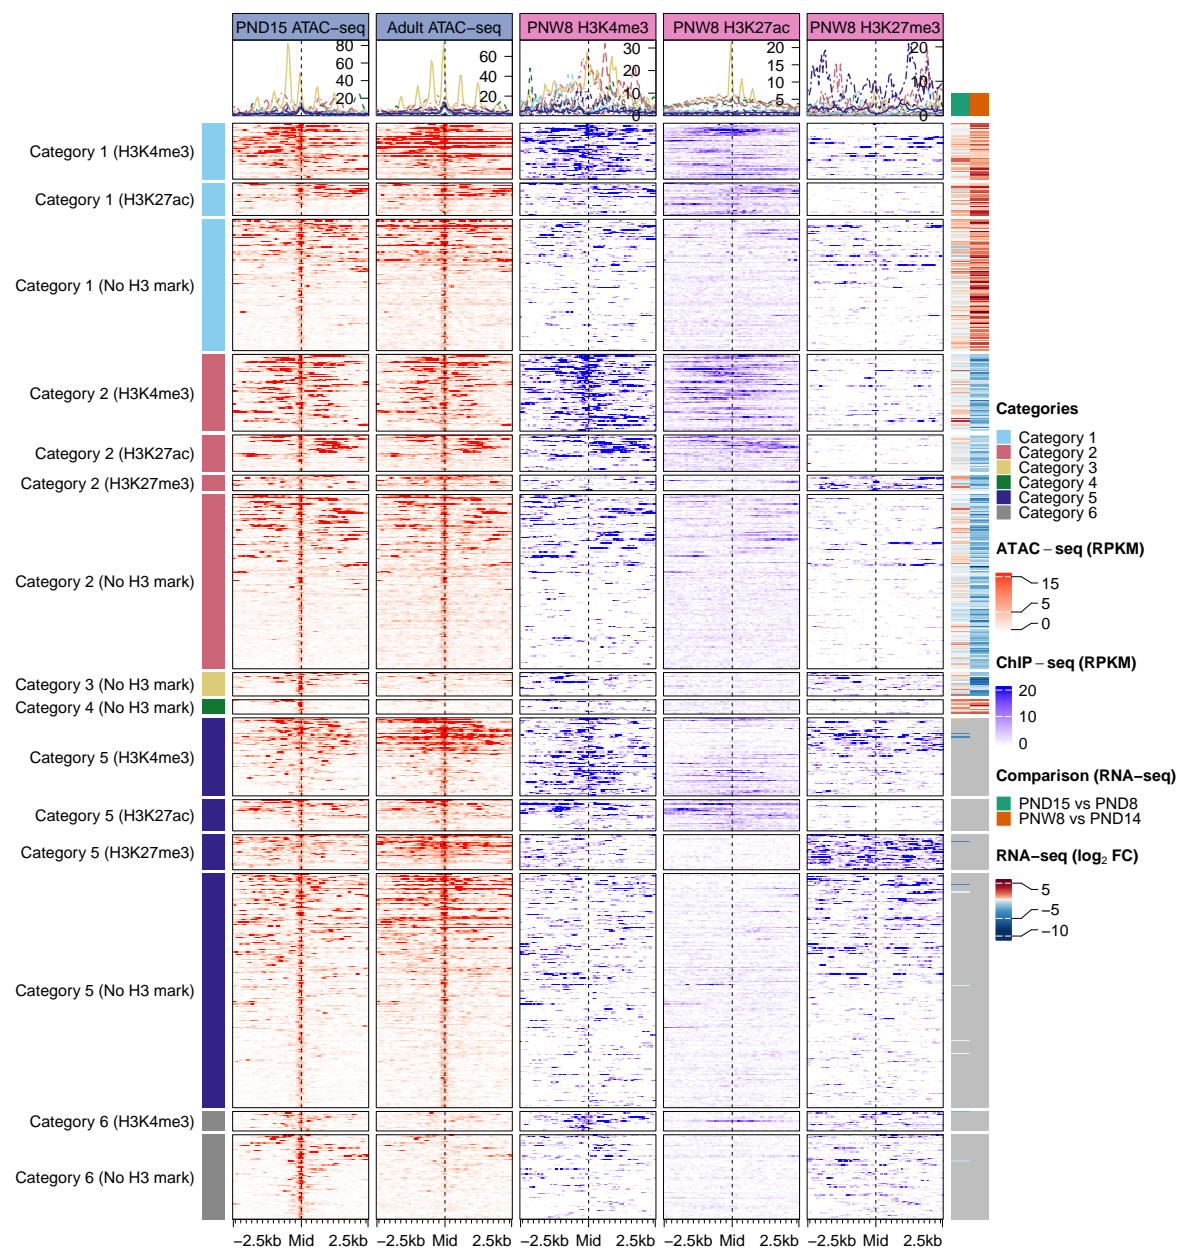 PND15 ATAC−seq Adult ATAC−seq PNW8 H3K4me3 PNW8 H3K27ac PNW8 H3K27me3
80 60 40 20
60 40 20
30 20 10 0
20 15 10 5
20 10 0
Category 1 (H3K4me3)
Category 1 (H3K27ac)
Category 1 (No H3 mark)
Category 2 (H3K4me3)
Category 2 (H3K27ac)
Category 2 (H3K27me3)
Category 2 (No H3 mark)
Category 3 (No H3 mark)
Category 4 (No H3 mark)
Category 5 (H3K4me3)
Category 5 (H3K27ac)
Category 5 (H3K27me3)
Category 5 (No H3 mark)
Category 6 (H3K4me3)
Category 6 (No H3 mark)
−2.5kb Mid 2.5kb −2.5kb Mid 2.5kb −2.5kb Mid 2.5kb −2.5kb Mid 2.5kb −2.5kb Mid 2.5kb
Categories
Category 1
Category 2
Category 3
Category 4
Category 5
Category 6
ATAC−seq (RPKM)
15
5
0
ChIP−seq (RPKM)
20
10
0
Comparison (RNA−seq)
PND15 vs PND8
PNW8 vs PND14
RNA−seq (log₂ FC)
5
−5
−10